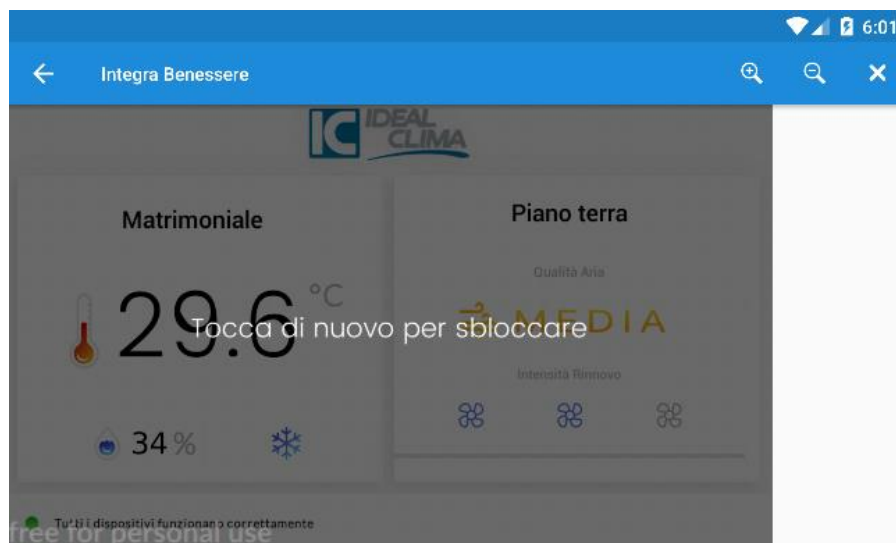 6:01
Integra Benessere
IC IDEAL
CLIMA
Matrimoniale
29.6 °C
34 %
Piano terra
Qualità Aria
MEDIA
Intensità Rinnovo
Tocca di nuovo per sbloccare
Tutti i dispositivi funzionano correttamente
free for personal use